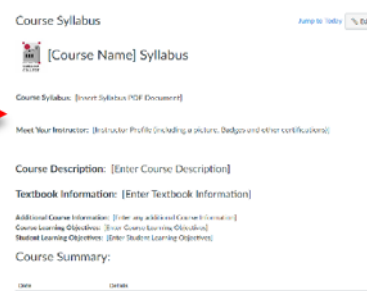 Course Syllabus
Jump to Today
[Course Name] Syllabus
Course Syllabus: [Insert Syllabus PDF Document]
Meet Your Instructor: [Instructor Profile (including a picture, Badges and other certifications)]
Course Description: [Enter Course Description]
Textbook Information: [Enter Textbook Information]
Additional Course Information: [Enter any additional Course Information]
Course Learning Objectives: [Enter Course Learning Objectives]
Student Learning Objectives: [Enter Student Learning Objectives]
Course Summary:
Date Details